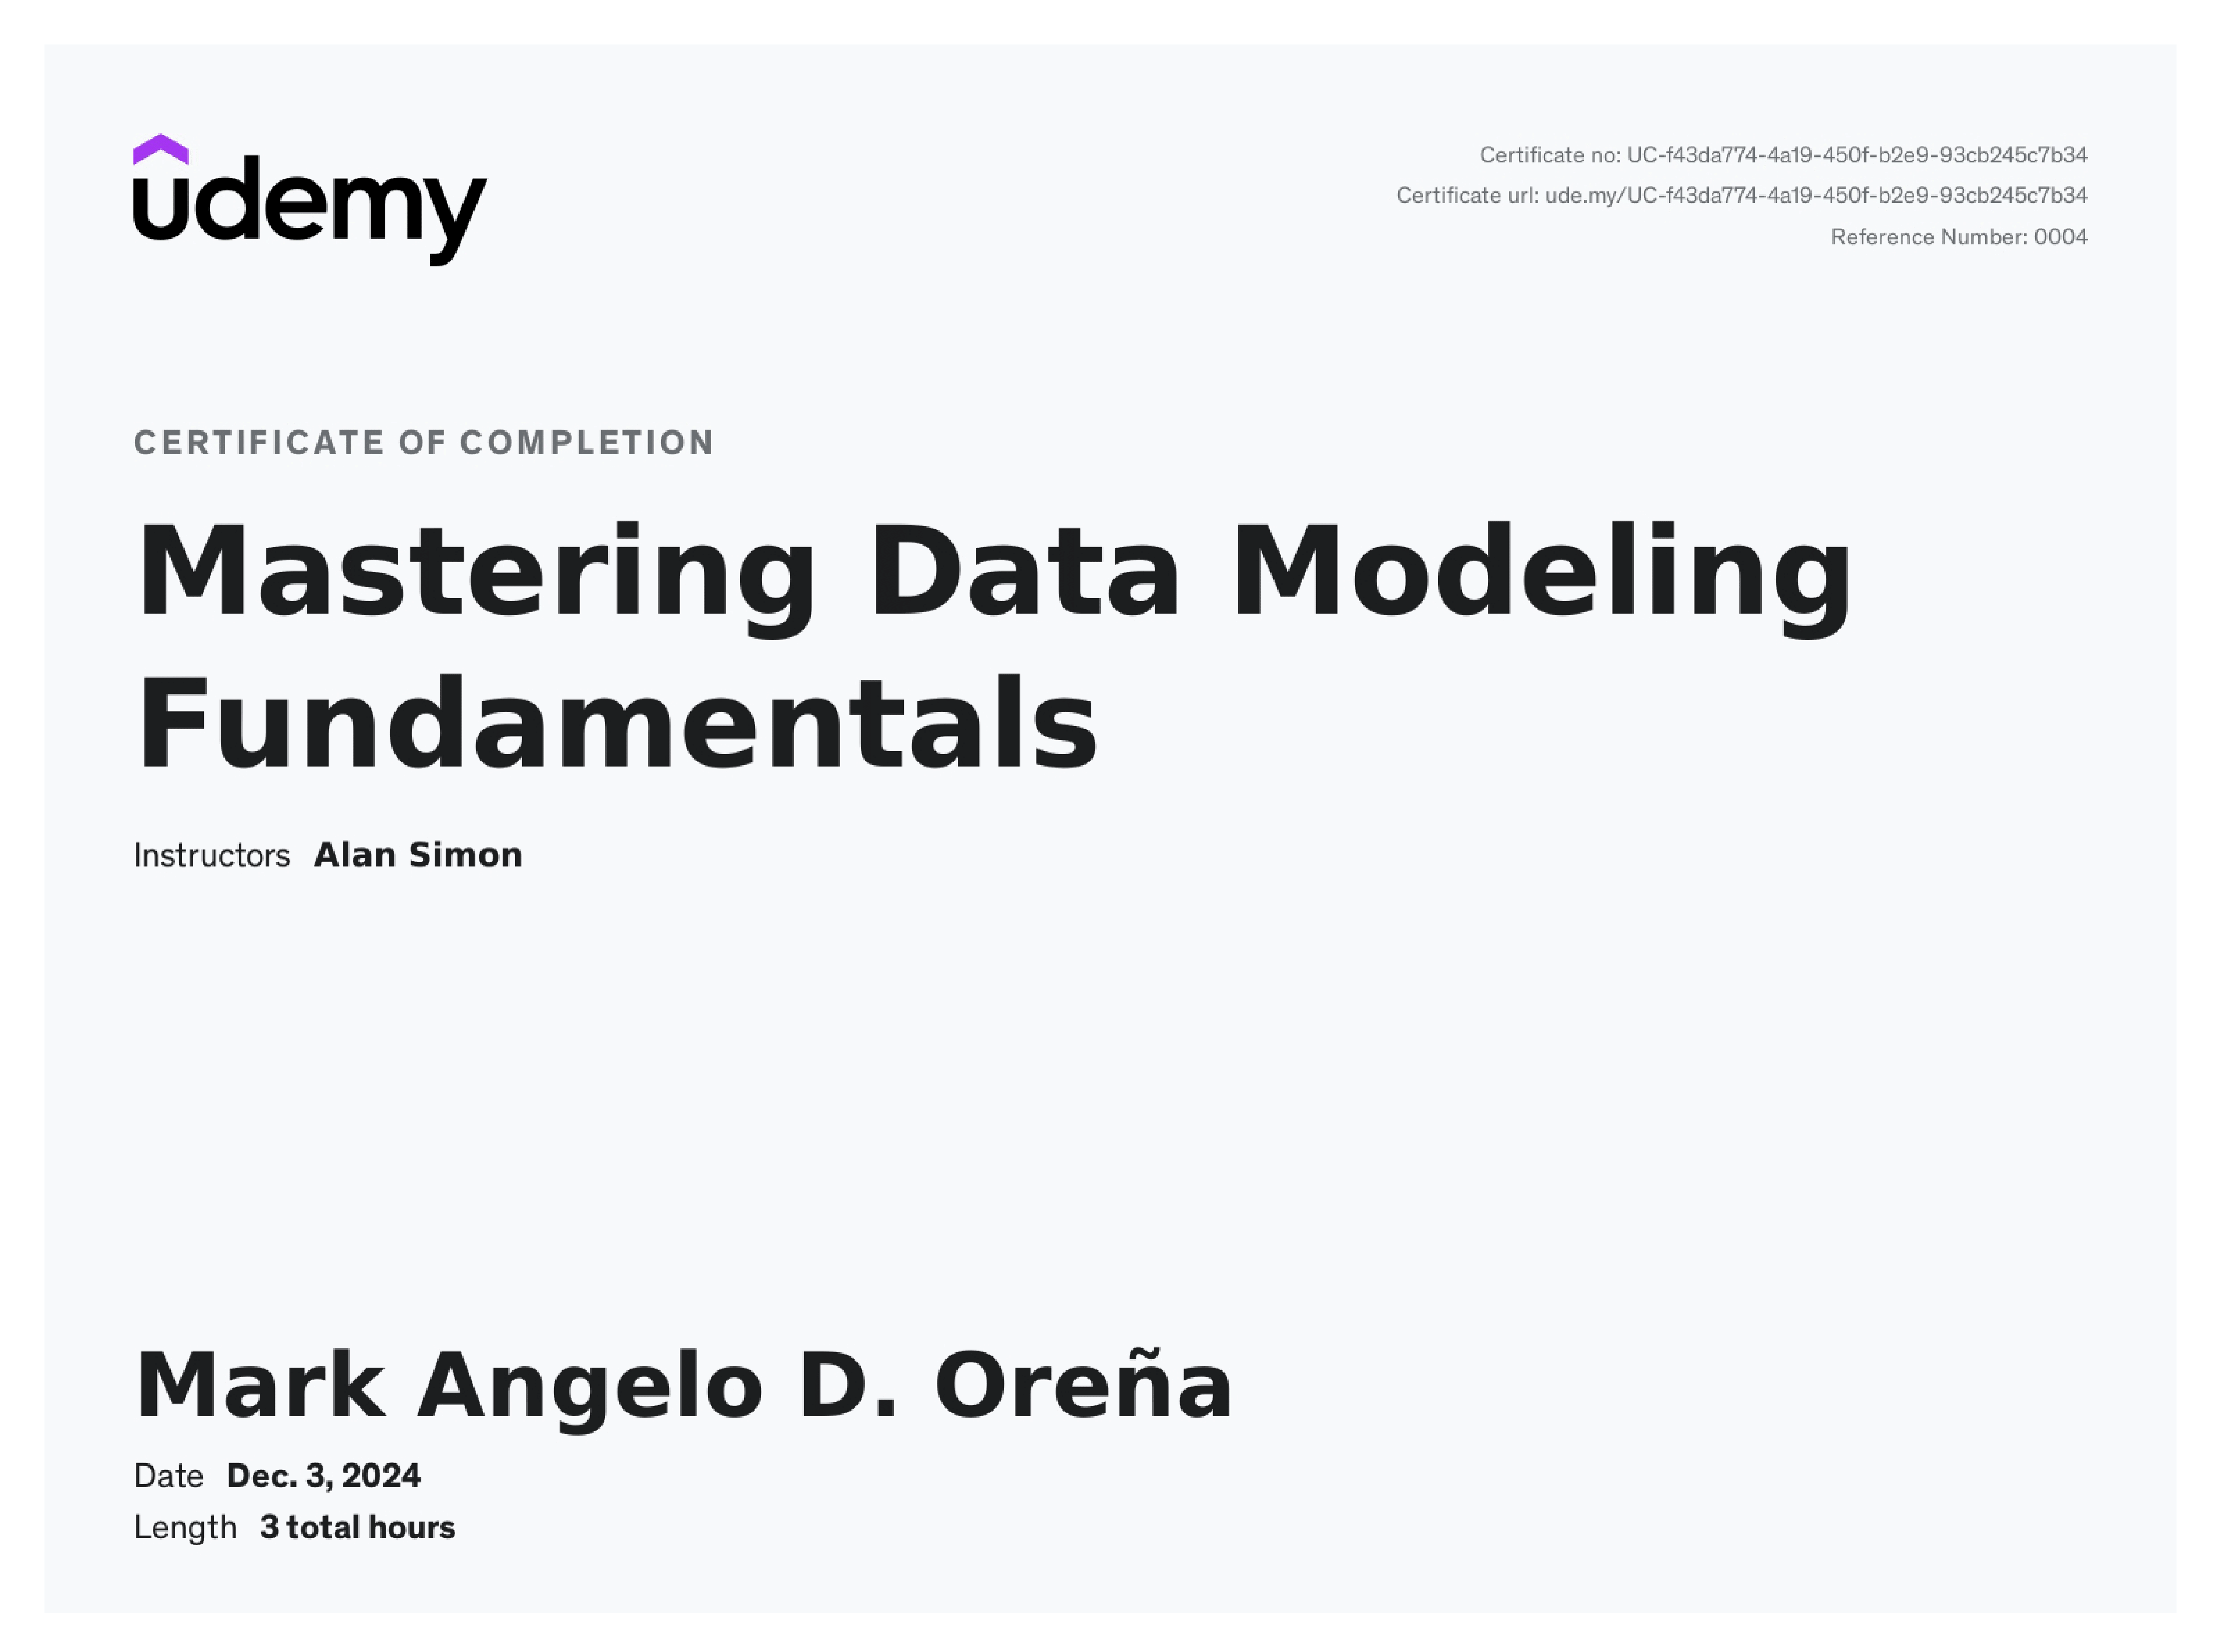 udemy
Certificate no: UC-f43da774-4a19-450f-b2e9-93cb245c7b34
Certificate url: ude.my/UC-f43da774-4a19-450f-b2e9-93cb245c7b34
Reference Number: 0004
CERTIFICATE OF COMPLETION
Mastering Data Modeling
Fundamentals
Instructors Alan Simon
Mark Angelo D. Oreña
Date Dec. 3, 2024
Length 3 total hours